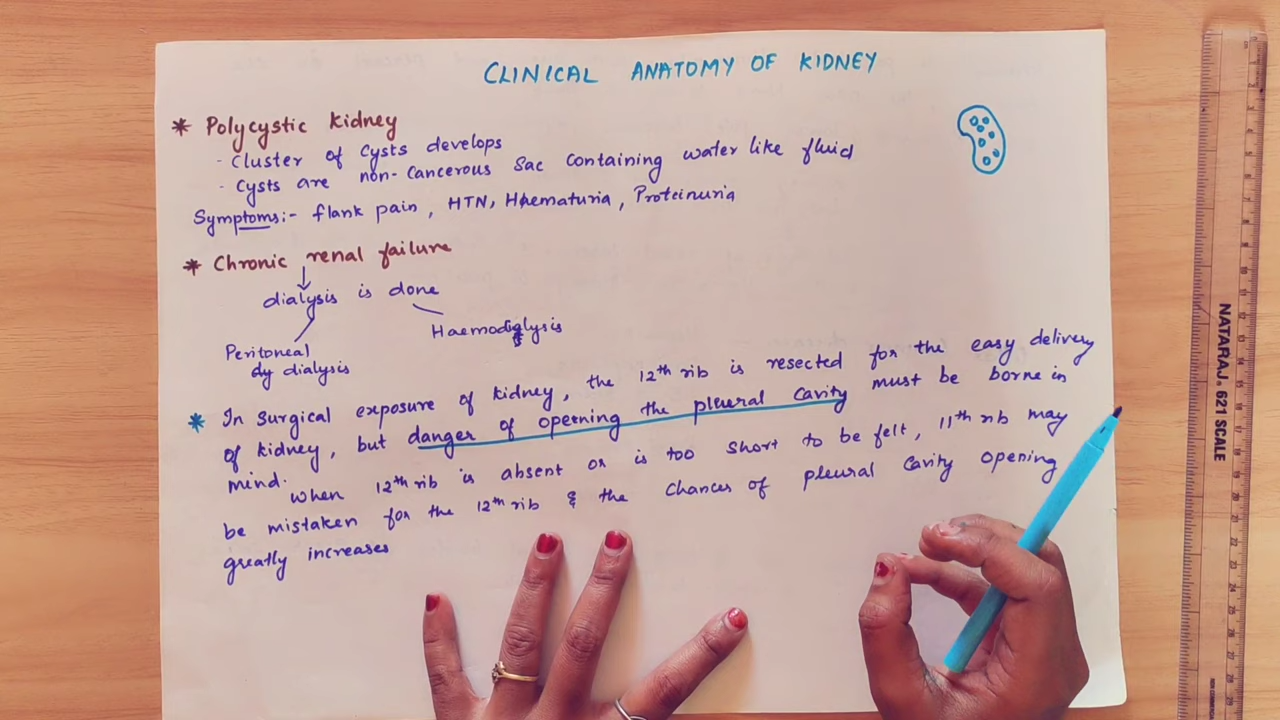 CLINICAL ANATOMY OF KIDNEY
* Polycystic kidney
- Cluster of Cysts develops
- Cysts are non-Cancerous Sac Containing water like fluid
Symptoms:- flank pain, HTN, Haematuria, Proteinuria
* Chronic renal failure
dialysis is done
Haemodialysis
Peritoneal
dialysis
* In Surgical exposure of kidney, the 12th rib is resected for the easy delivery
of kidney, but danger of opening the pleural cavity must be borne in
mind.
When 12th rib is absent or is too short to be felt, 11th rib may
be mistaken for the 12th rib & the chances of pleural cavity opening
greatly increases
NATARAJ® 621 SCALE